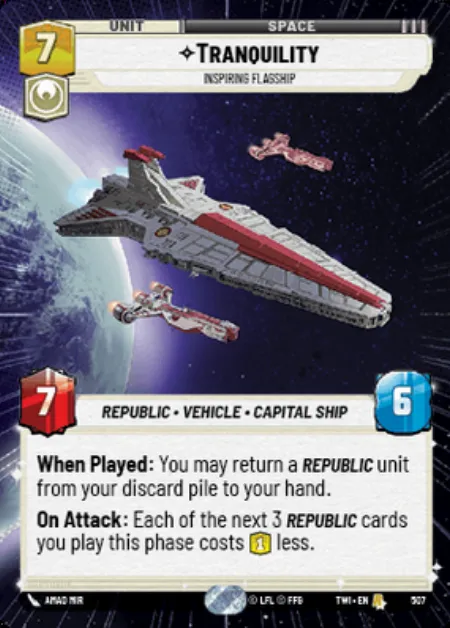 UNIT SPACE
7
✧TRANQUILITY
INSPIRING FLAGSHIP
7
REPUBLIC • VEHICLE • CAPITAL SHIP
6
When Played: You may return a REPUBLIC unit
from your discard pile to your hand.
On Attack: Each of the next 3 REPUBLIC cards
you play this phase costs 1 less.
AMAD MIR © LFL © FFG TWI • EN 507